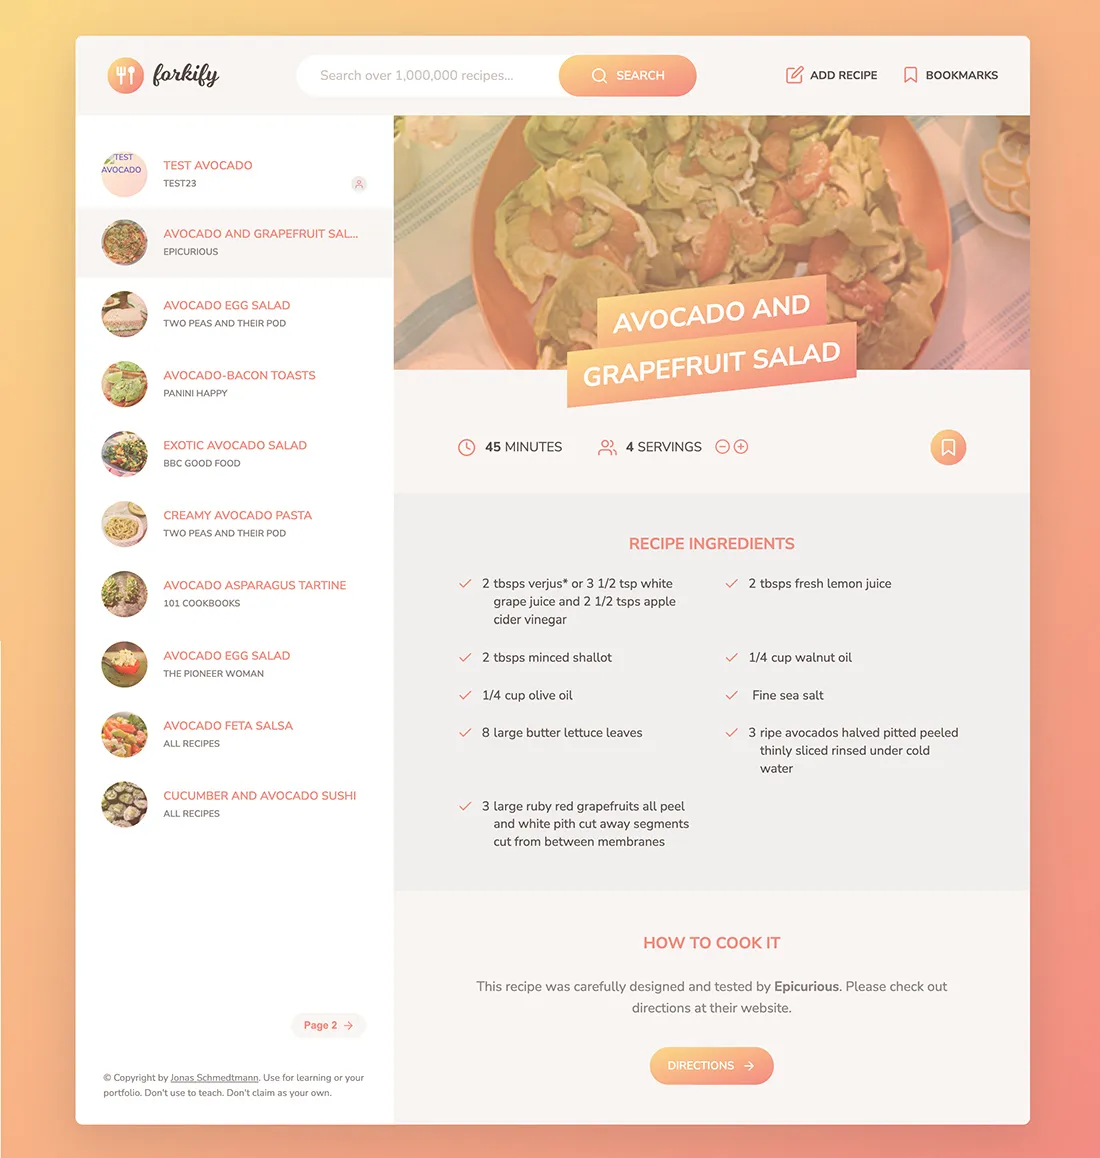 forkify
Search over 1,000,000 recipes...
SEARCH
ADD RECIPE
BOOKMARKS
TEST
AVOCADO
TEST AVOCADO
TEST23
AVOCADO AND GRAPEFRUIT SAL...
EPICURIOUS
AVOCADO EGG SALAD
TWO PEAS AND THEIR POD
AVOCADO-BACON TOASTS
PANINI HAPPY
EXOTIC AVOCADO SALAD
BBC GOOD FOOD
CREAMY AVOCADO PASTA
TWO PEAS AND THEIR POD
AVOCADO ASPARAGUS TARTINE
101 COOKBOOKS
AVOCADO EGG SALAD
THE PIONEER WOMAN
AVOCADO FETA SALSA
ALL RECIPES
CUCUMBER AND AVOCADO SUSHI
ALL RECIPES
Page 2
© Copyright by Jonas Schmedtmann. Use for learning or your
portfolio. Don't use to teach. Don't claim as your own.
AVOCADO AND
GRAPEFRUIT SALAD
45 MINUTES
4 SERVINGS
RECIPE INGREDIENTS
2 tbsps verjus* or 3 1/2 tsp white
grape juice and 2 1/2 tsps apple
cider vinegar
2 tbsps fresh lemon juice
2 tbsps minced shallot
1/4 cup walnut oil
1/4 cup olive oil
Fine sea salt
8 large butter lettuce leaves
3 ripe avocados halved pitted peeled
thinly sliced rinsed under cold
water
3 large ruby red grapefruits all peel
and white pith cut away segments
cut from between membranes
HOW TO COOK IT
This recipe was carefully designed and tested by Epicurious. Please check out
directions at their website.
DIRECTIONS